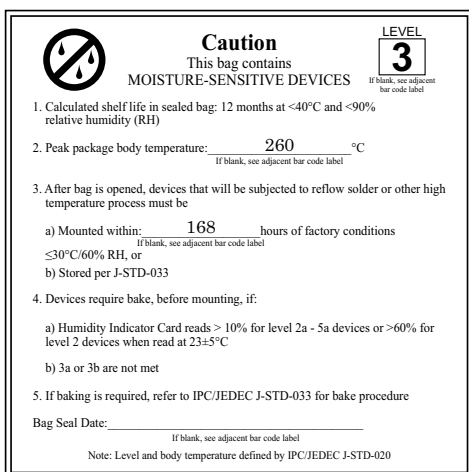 Caution
This bag contains
MOISTURE-SENSITIVE DEVICES
LEVEL
3
If blank, see adjacent
bar code label
1. Calculated shelf life in sealed bag: 12 months at <40°C and <90%
relative humidity (RH)
2. Peak package body temperature: 260 °C
If blank, see adjacent bar code label
3. After bag is opened, devices that will be subjected to reflow solder or other high
temperature process must be
a) Mounted within: 168 hours of factory conditions
If blank, see adjacent bar code label
≤30°C/60% RH, or
b) Stored per J-STD-033
4. Devices require bake, before mounting, if:
a) Humidity Indicator Card reads > 10% for level 2a - 5a devices or >60% for
level 2 devices when read at 23±5°C
b) 3a or 3b are not met
5. If baking is required, refer to IPC/JEDEC J-STD-033 for bake procedure
Bag Seal Date:
If blank, see adjacent bar code label
Note: Level and body temperature defined by IPC/JEDEC J-STD-020